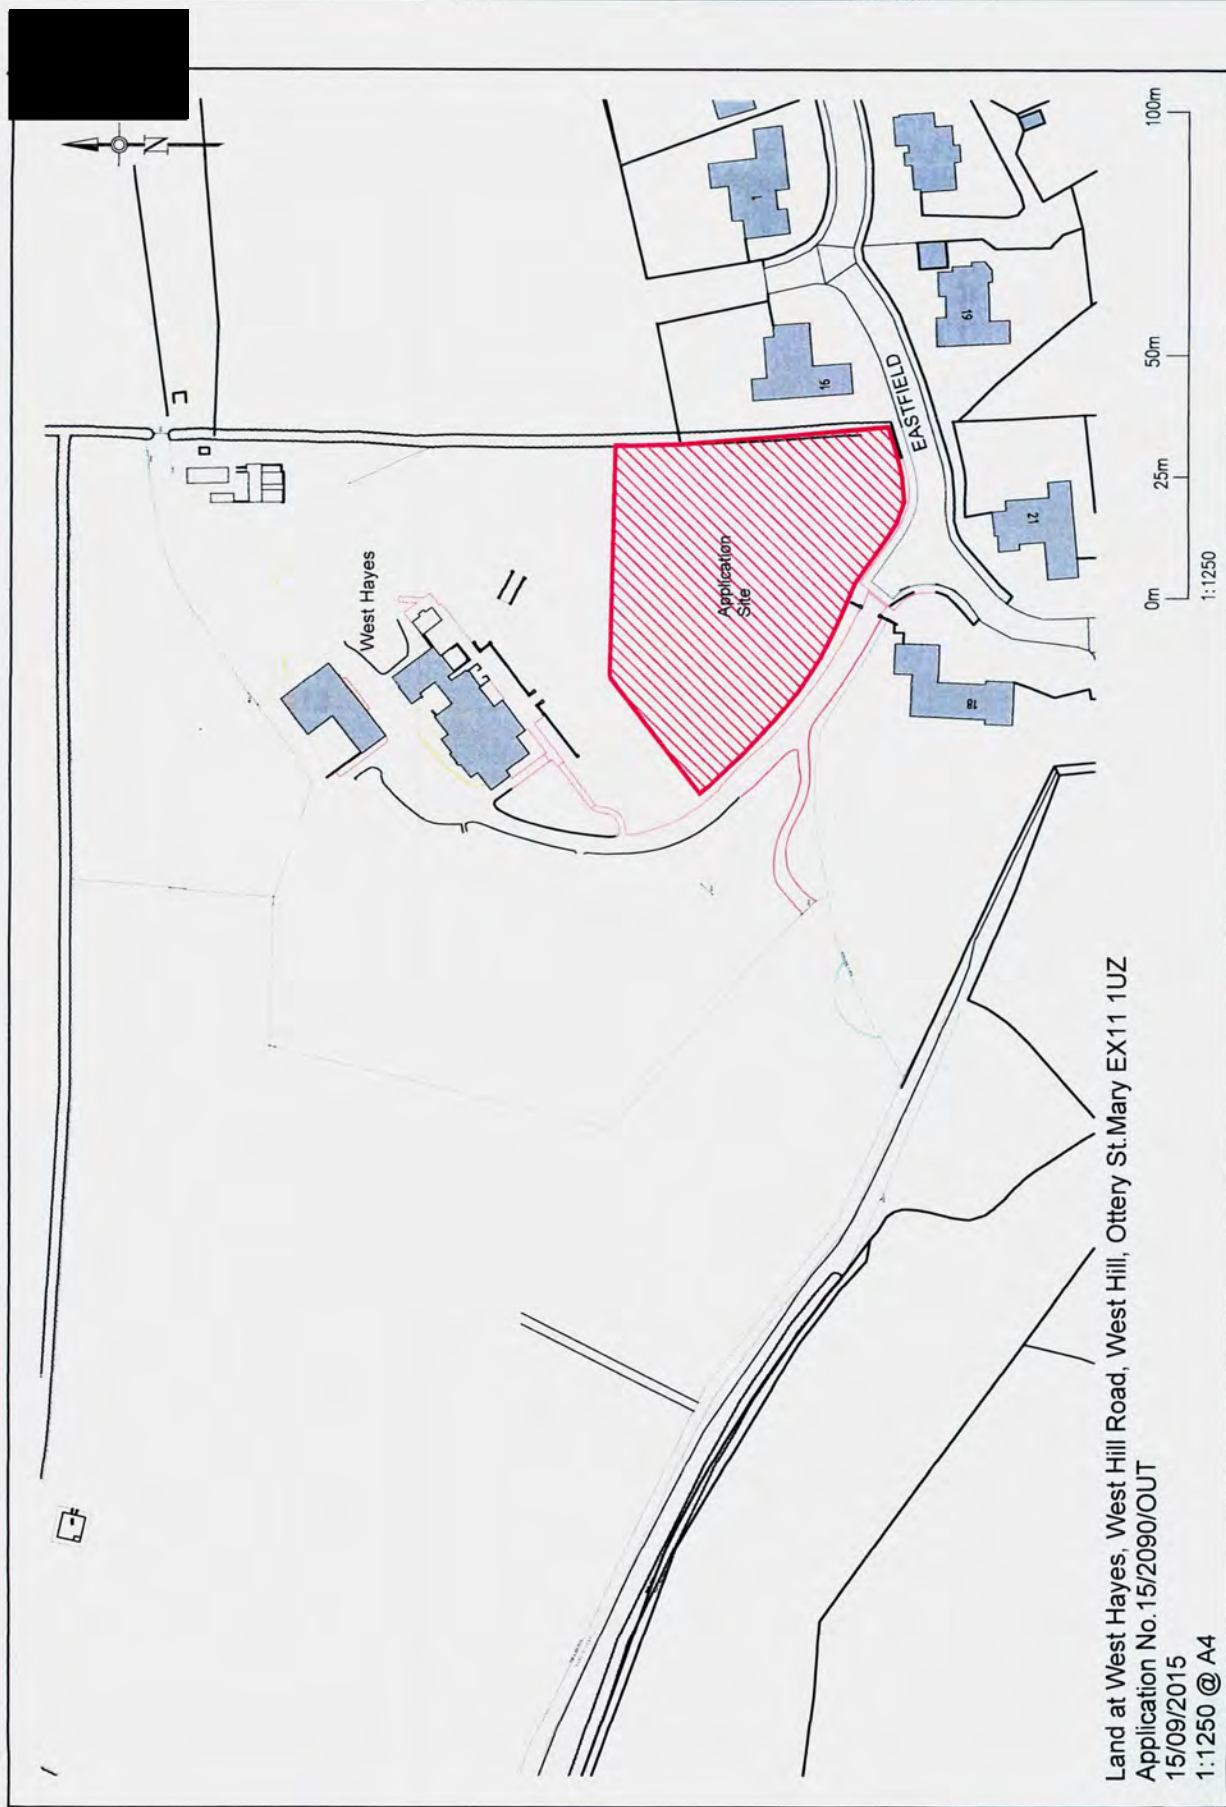 N
West Hayes
Application
Site
EASTFIELD
1
16
19
21
18
0m
25m
50m
100m
1:1250
Land at West Hayes, West Hill Road, West Hill, Ottery St.Mary EX11 1UZ
Application No.15/2090/OUT
15/09/2015
1:1250 @ A4